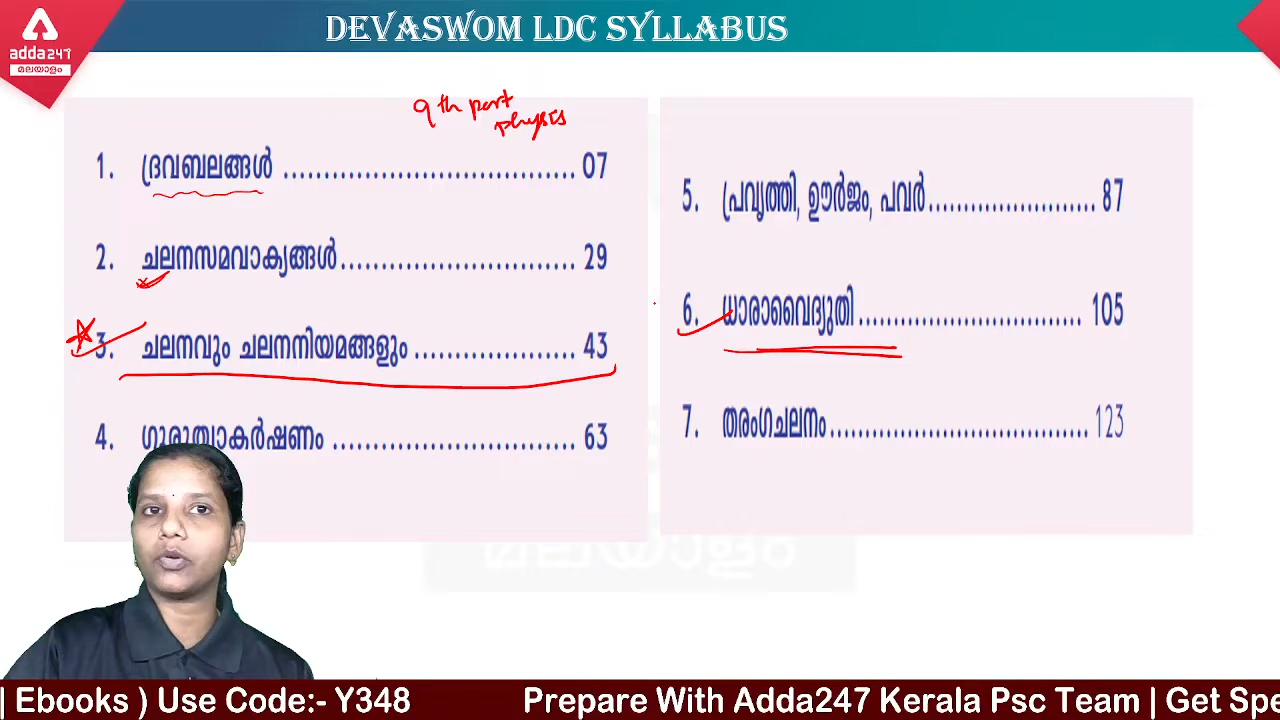 DEVASWOM LDC SYLLABUS
adda247
മലയാളം
9th part
physics
1. ദ്രവബലങ്ങൾ .................................... 07
2. ചലനസമവാക്യങ്ങൾ............................. 29
3. ചലനവും ചലനനിയമങ്ങളും .................... 43
4. ഗുരുത്വാകർഷണം .............................. 63
5. പ്രവൃത്തി, ഊർജം, പവർ......................... 87
6. ധാരാവൈദ്യുതി ................................. 105
7. തരംഗചലനം....................................... 123
മലയാളം
| Ebooks ) Use Code:- Y348 Prepare With Adda247 Kerala Psc Team | Get Spe